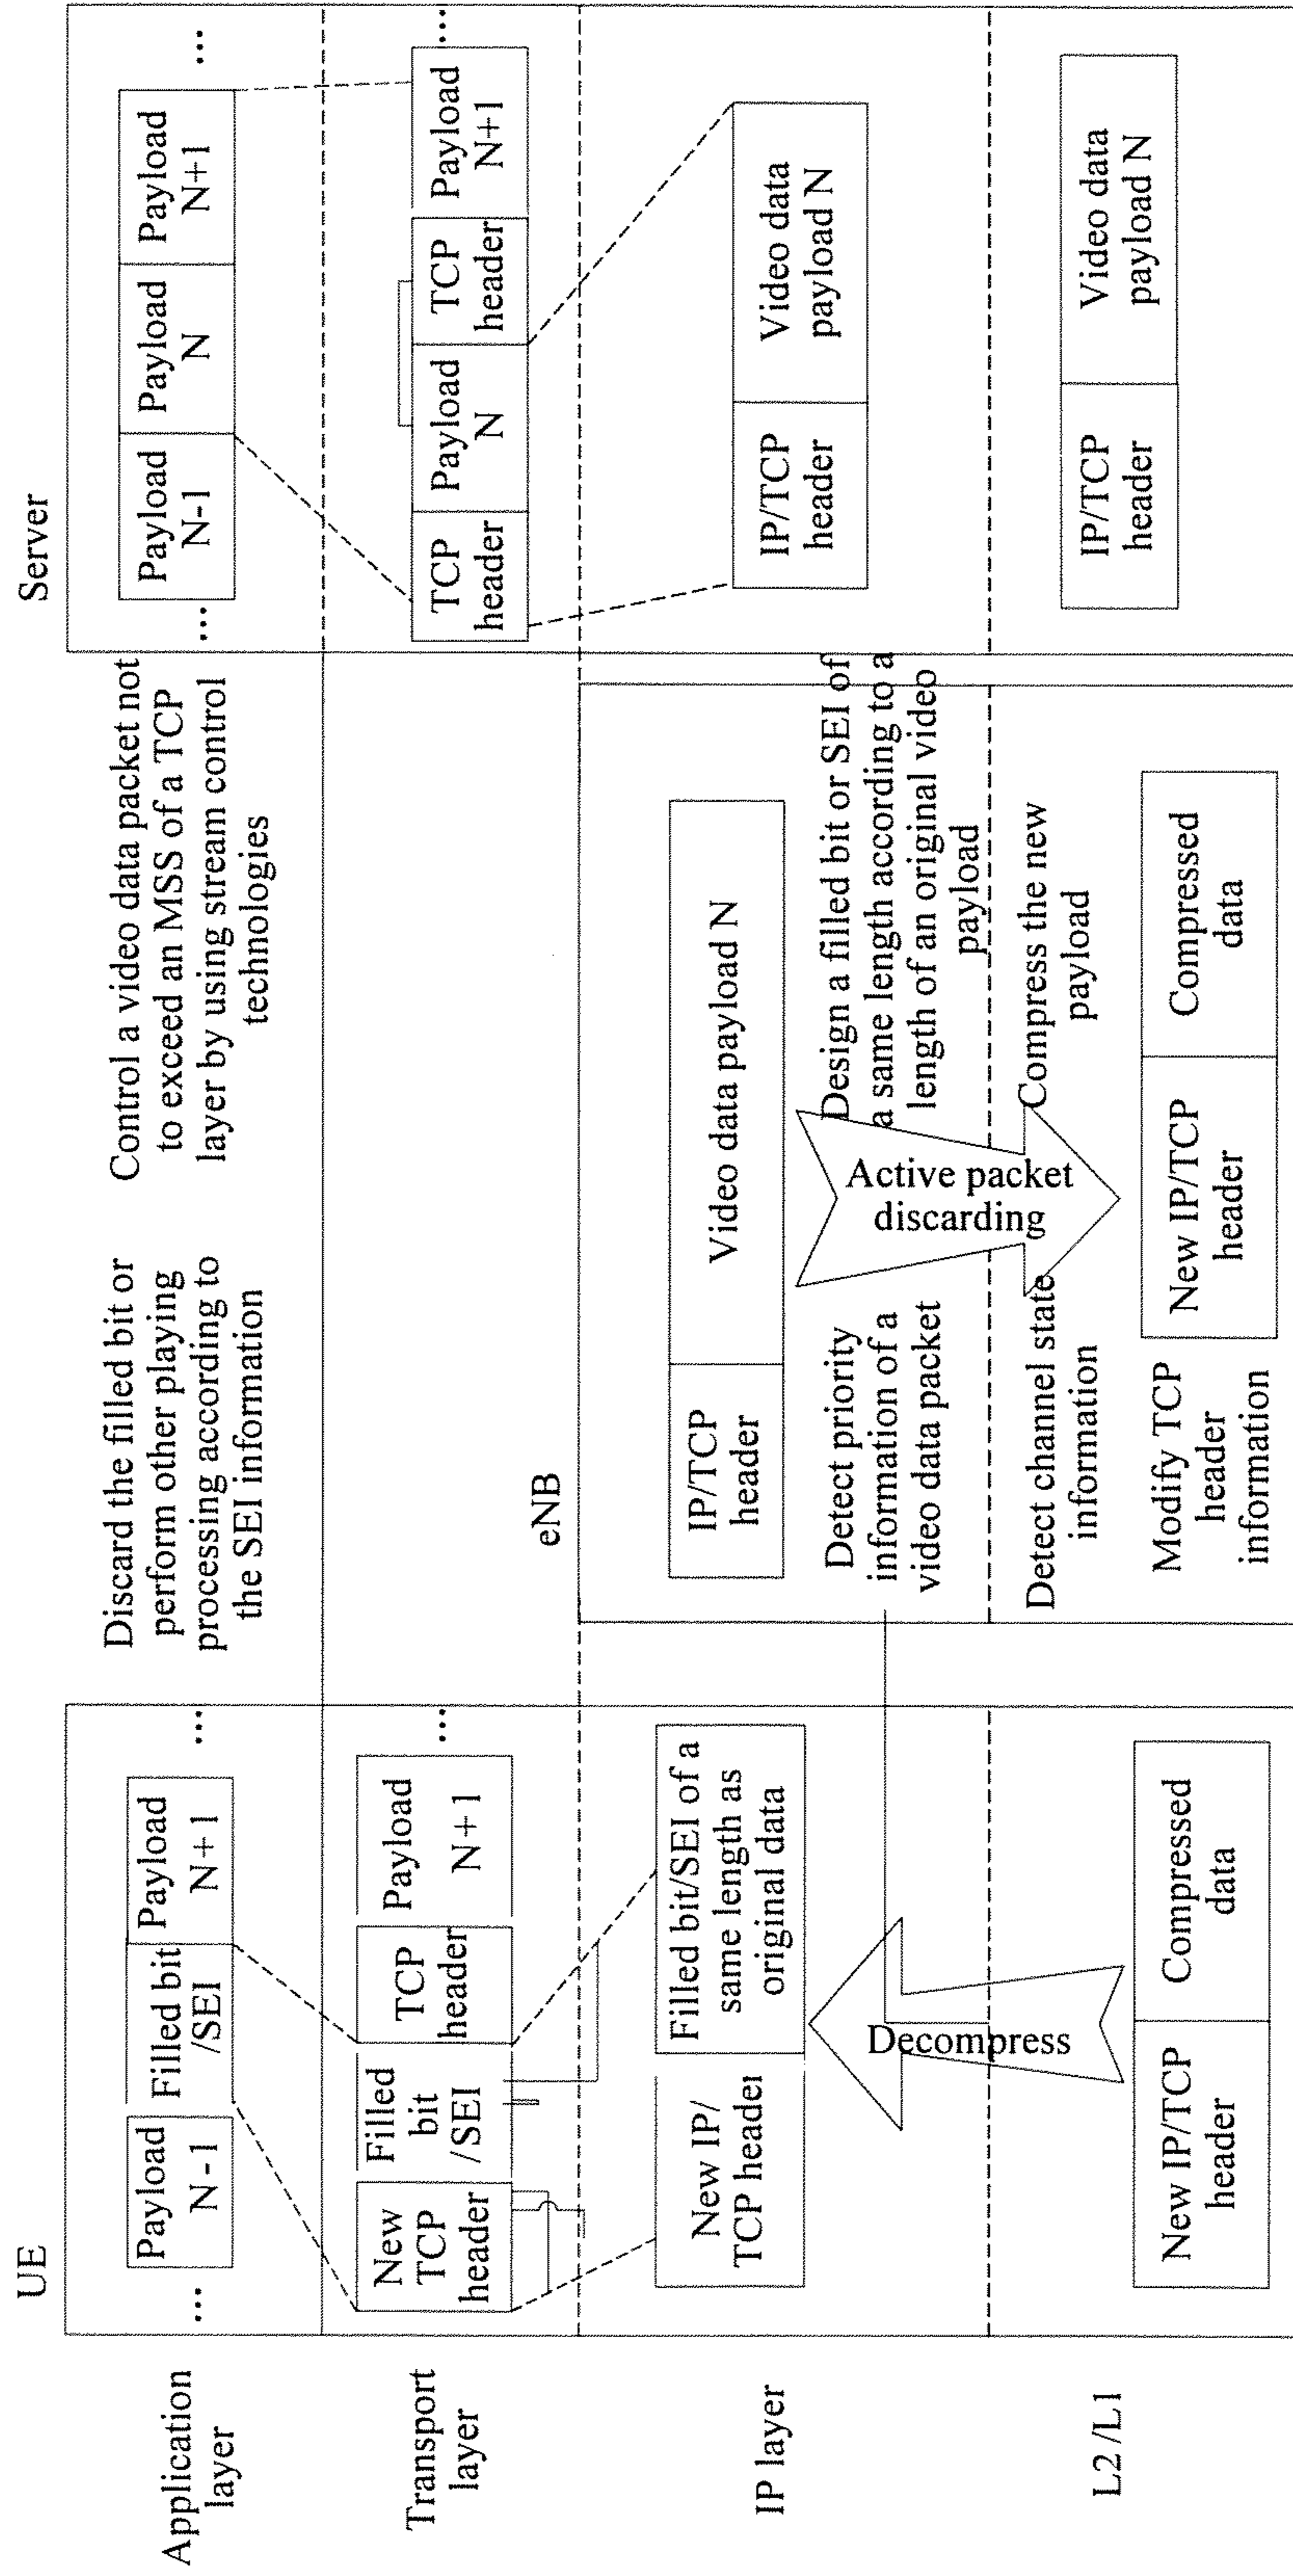 UE
eNB
Server
Application
layer
...
Payload
N-1
Filled bit
/SEI
Payload
N+1
...
Discard the filled bit or
perform other playing
processing according to
the SEI information
Control a video data packet not
to exceed an MSS of a TCP
layer by using stream control
technologies
...
Payload
N-1
Payload
N
Payload
N+1
...
Transport
layer
New
TCP
header
Filled
bit
/SEI
TCP
header
Payload
N+1
...
TCP
header
Payload
N
TCP
header
Payload
N+1
...
IP layer
New IP/
TCP header
Filled bit/SEI of a
same length as
original data
Decompress
IP/TCP
header
Video data payload N
Detect priority
information of a
video data packet
Active packet
discarding
Design a filled bit or SEI of
a same length according to a
length of an original video
payload
IP/TCP
header
Video data
payload N
L2 /L1
New IP/TCP
header
Compressed
data
Detect channel state
information
Compress the new
payload
Modify TCP
header
information
New IP/TCP
header
Compressed
data
IP/TCP
header
Video data
payload N